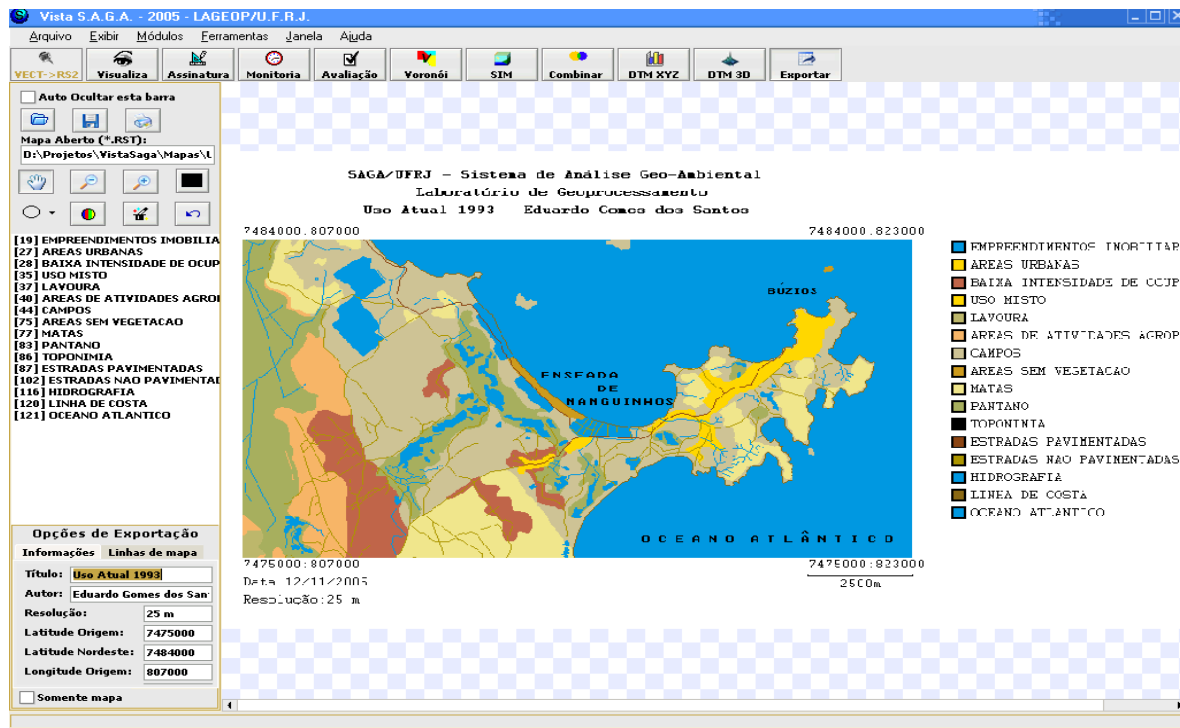 Vista S.A.G.A. - 2005 - LAGEOP/U.F.R.J.
Arquivo Exibir Módulos Ferramentas Janela Ajuda
VECT->RS2 Visualiza Assinatura Monitoria Avaliação Voronói SIM Combinar DTM XYZ DTM 3D Exportar
Auto Ocultar esta barra
Mapa Aberto (*.RST):
D:\Projetos\VistaSaga\Mapas\L
[19] EMPREENDIMENTOS IMOBILIA
[27] AREAS URBANAS
[28] BAIXA INTENSIDADE DE OCUP
[35] USO MISTO
[37] LAVOURA
[40] AREAS DE ATIVIDADES AGROI
[44] CAMPOS
[75] AREAS SEM VEGETACAO
[77] MATAS
[83] PANTANO
[86] TOPONIMIA
[87] ESTRADAS PAVIMENTADAS
[102] ESTRADAS NAO PAVIMENTAI
[116] HIDROGRAFIA
[120] LINHA DE COSTA
[121] OCEANO ATLANTICO
Opções de Exportação
Informações Linhas de mapa
Título: Uso Atual 1993
Autor: Eduardo Gomes dos San
Resolução: 25 m
Latitude Origem: 7475000
Latitude Nordeste: 7484000
Longitude Origem: 807000
Somente mapa
SAGA/UFRJ - Sistema de Análise Geo-Ambiental
Laboratório de Geoprocessamento
Uso Atual 1993 Eduardo Gomes dos Santos
7484000:807000 7484000:823000
BÚZIOS
ENSEADA
DE
MANGUINHOS
OCEANO ATLÂNTICO
7475000:807000 7475000:823000
Data 12/11/2005
2500m
Resolução:25 m
EMPREENDIMENTOS IMOBILIAR
AREAS URBANAS
BAIXA INTENSIDADE DE OCUP
USO MISTO
LAVOURA
AREAS DE ATIVIDADES AGROP
CAMPOS
AREAS SEM VEGETACAO
MATAS
PANTANO
TOPONIMIA
ESTRADAS PAVIMENTADAS
ESTRADAS NAO PAVIMENTADAS
HIDROGRAFIA
LINHA DE COSTA
OCEANO ATLANTICO